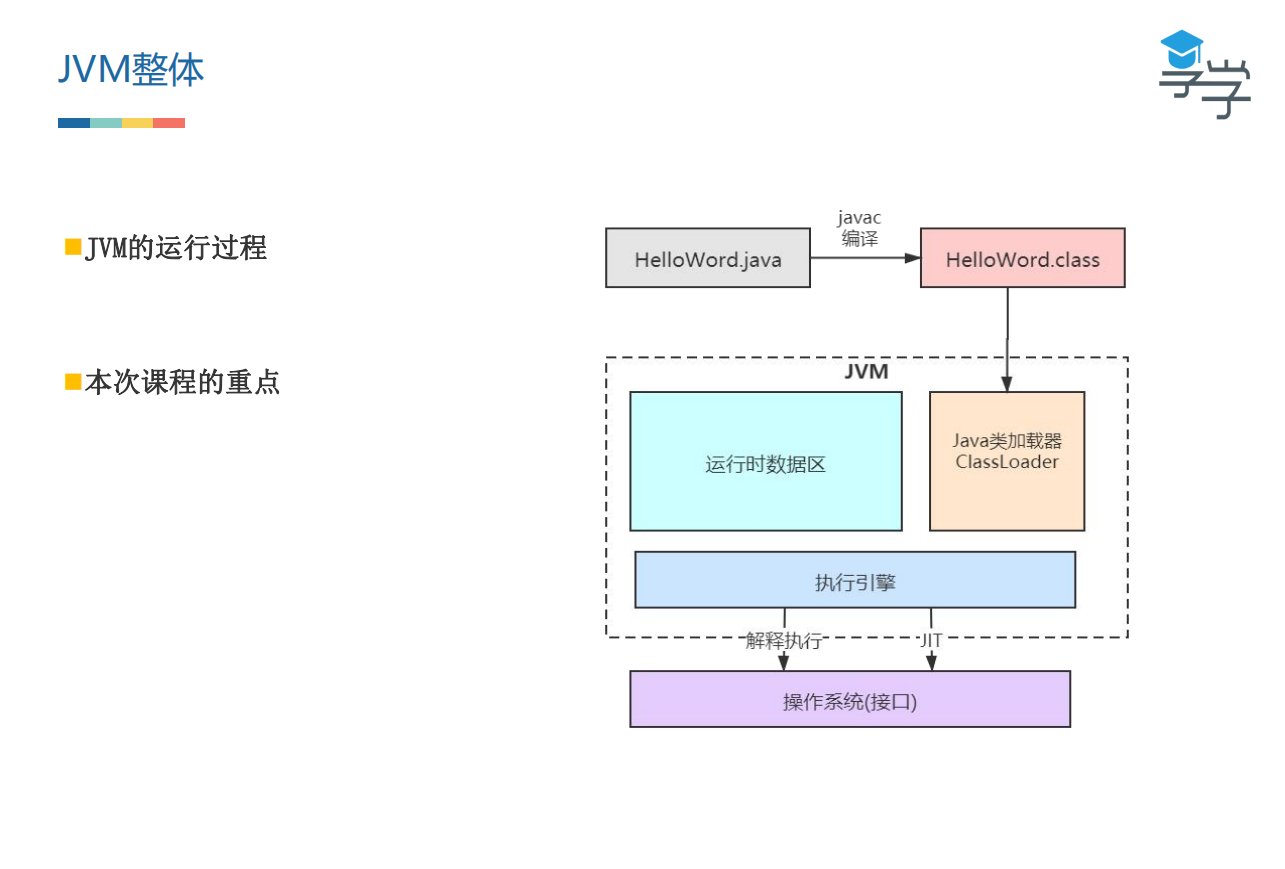 JVM整体
享学
■JVM的运行过程
■本次课程的重点
javac
编译
HelloWord.java
HelloWord.class
JVM
运行时数据区
Java类加载器
ClassLoader
执行引擎
解释执行
JIT
操作系统(接口)